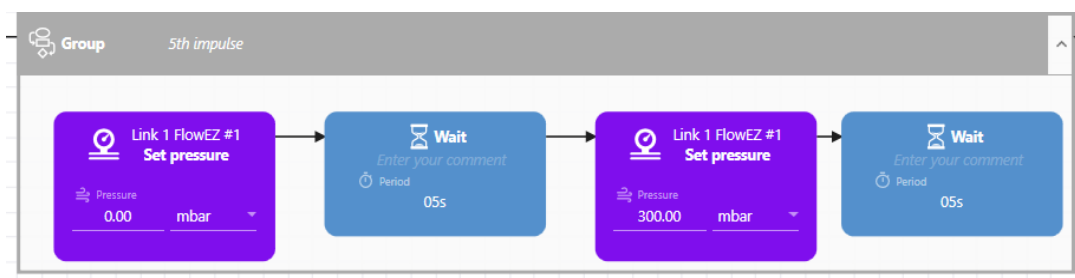 Group
5th impulse
Link 1 FlowEZ #1
Set pressure
Pressure
0.00 mbar
Wait
Enter your comment
Period
05s
Link 1 FlowEZ #1
Set pressure
Pressure
300.00 mbar
Wait
Enter your comment
Period
05s